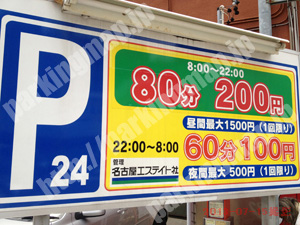 P
24
8:00〜22:00
80分 200円
昼間最大1500円(1回限り)
22:00〜8:00
60分100円
管理
名古屋エステイト社
夜間最大 500円(1回限り)